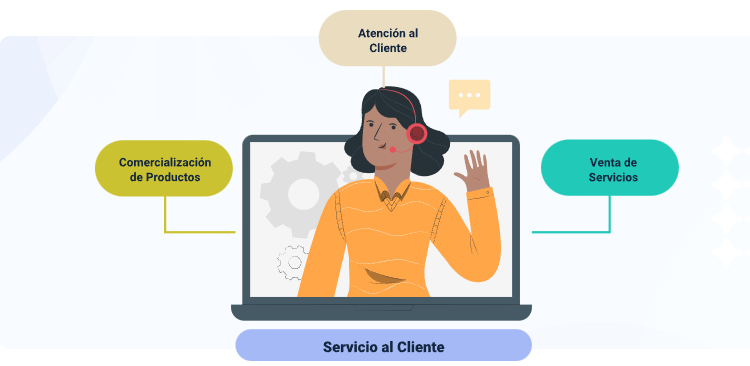 Atención al
Cliente
Comercialización
de Productos
Venta de
Servicios
Servicio al Cliente